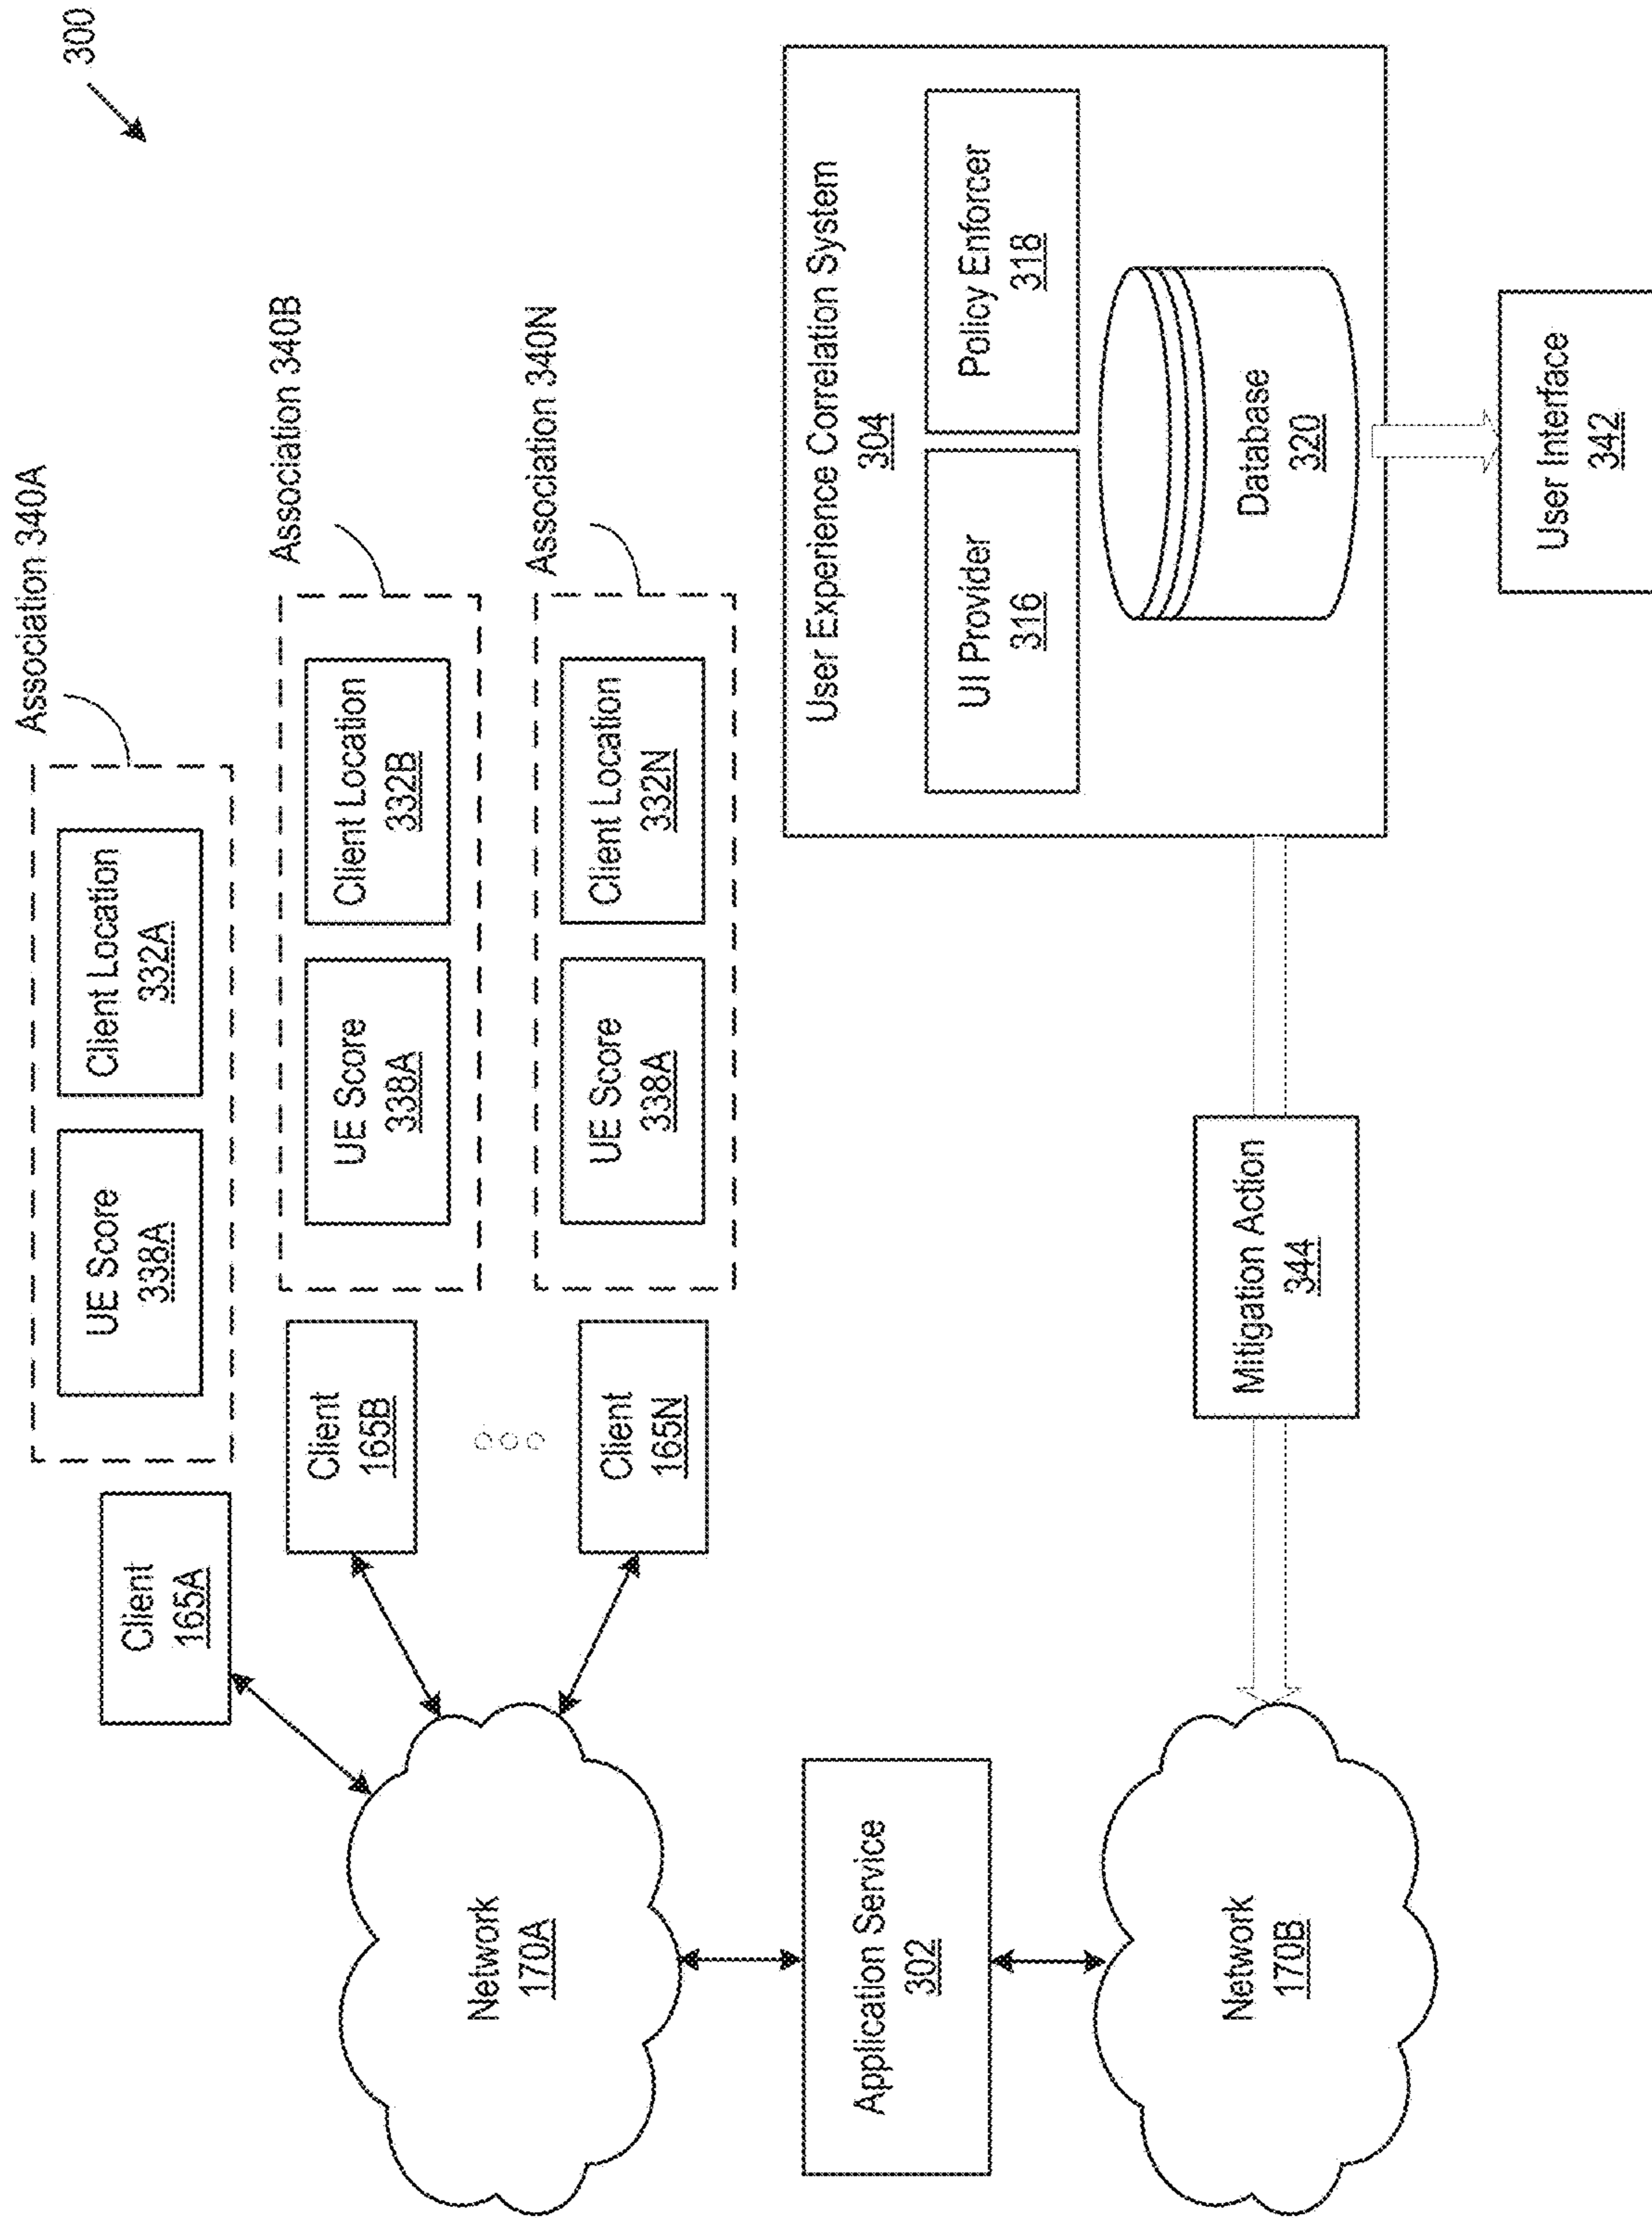 300
Association 340A
UE Score
338A
Client Location
332A
Client
165A
Association 340B
UE Score
338A
Client Location
332B
Client
165B
Association 340N
UE Score
338A
Client Location
332N
Client
165N
Network
170A
Application Service
302
Network
170B
Mitigation Action
344
User Experience Correlation System
304
UI Provider
316
Policy Enforcer
318
Database
320
User Interface
342